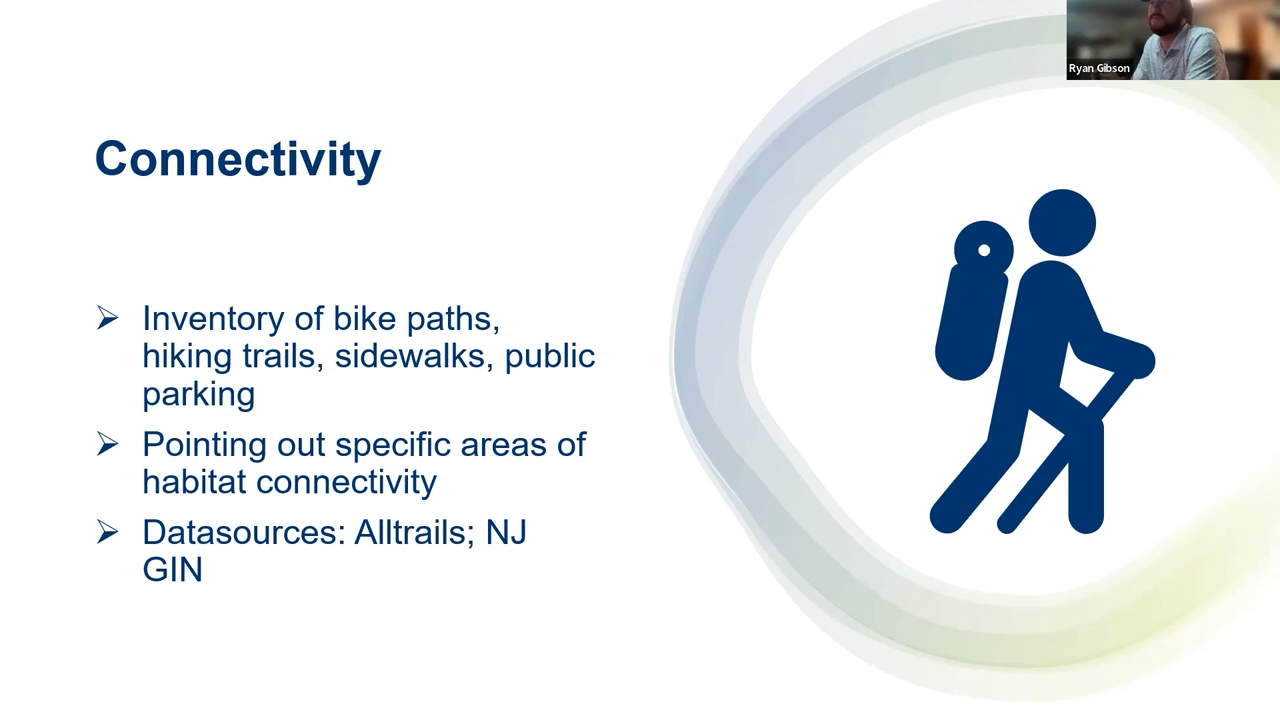 Ryan Gibson
Connectivity
Inventory of bike paths,
hiking trails, sidewalks, public
parking
Pointing out specific areas of
habitat connectivity
Datasources: Alltrails; NJ
GIN